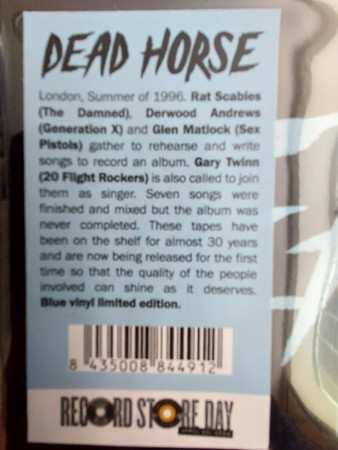 DEAD HORSE
London, Summer of 1996. Rat Scabies
(The Damned), Derwood Andrews
(Generation X) and Glen Matlock (Sex
Pistols) gather to rehearse and write
songs to record an album. Gary Twinn
(20 Flight Rockers) is also called to join
them as singer. Seven songs were
finished and mixed but the album was
never completed. These tapes have
been on the shelf for almost 30 years
and are now being released for the first
time so that the quality of the people
involved can shine as it deserves.
Blue vinyl limited edition.
8 435008 844912
RECORD STORE DAY